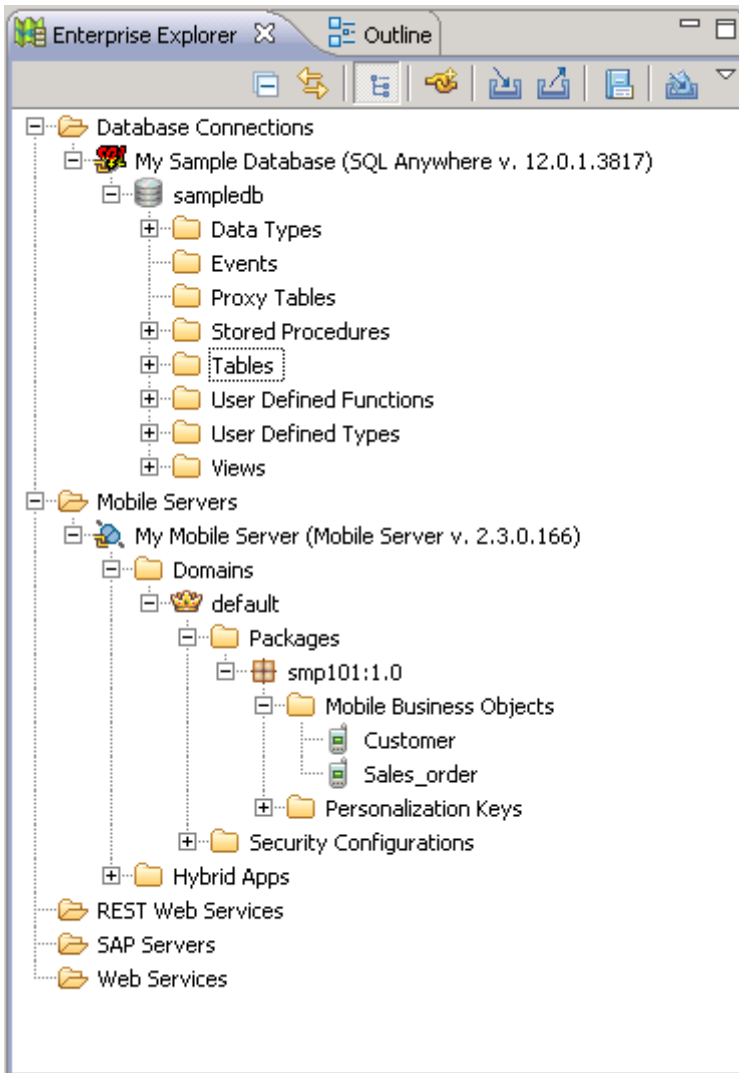 Enterprise Explorer Outline
Database Connections
My Sample Database (SQL Anywhere v. 12.0.1.3817)
sampledb
Data Types
Events
Proxy Tables
Stored Procedures
Tables
User Defined Functions
User Defined Types
Views
Mobile Servers
My Mobile Server (Mobile Server v. 2.3.0.166)
Domains
default
Packages
smp101:1.0
Mobile Business Objects
Customer
Sales_order
Personalization Keys
Security Configurations
Hybrid Apps
REST Web Services
SAP Servers
Web Services